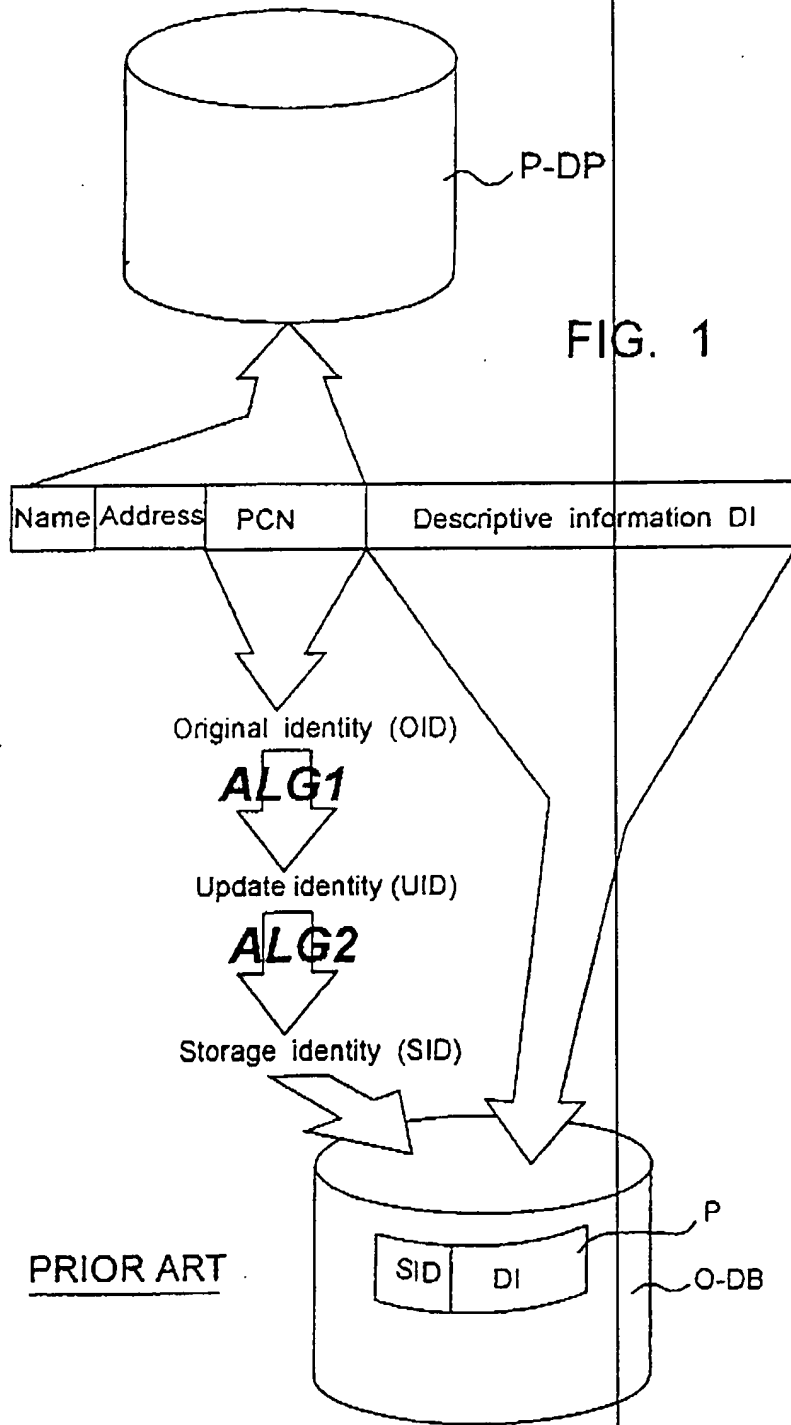 P-DP
FIG. 1
Name Address PCN Descriptive information DI
Original identity (OID)
ALG1
Update identity (UID)
ALG2
Storage identity (SID)
P
SID DI
O-DB
PRIOR ART